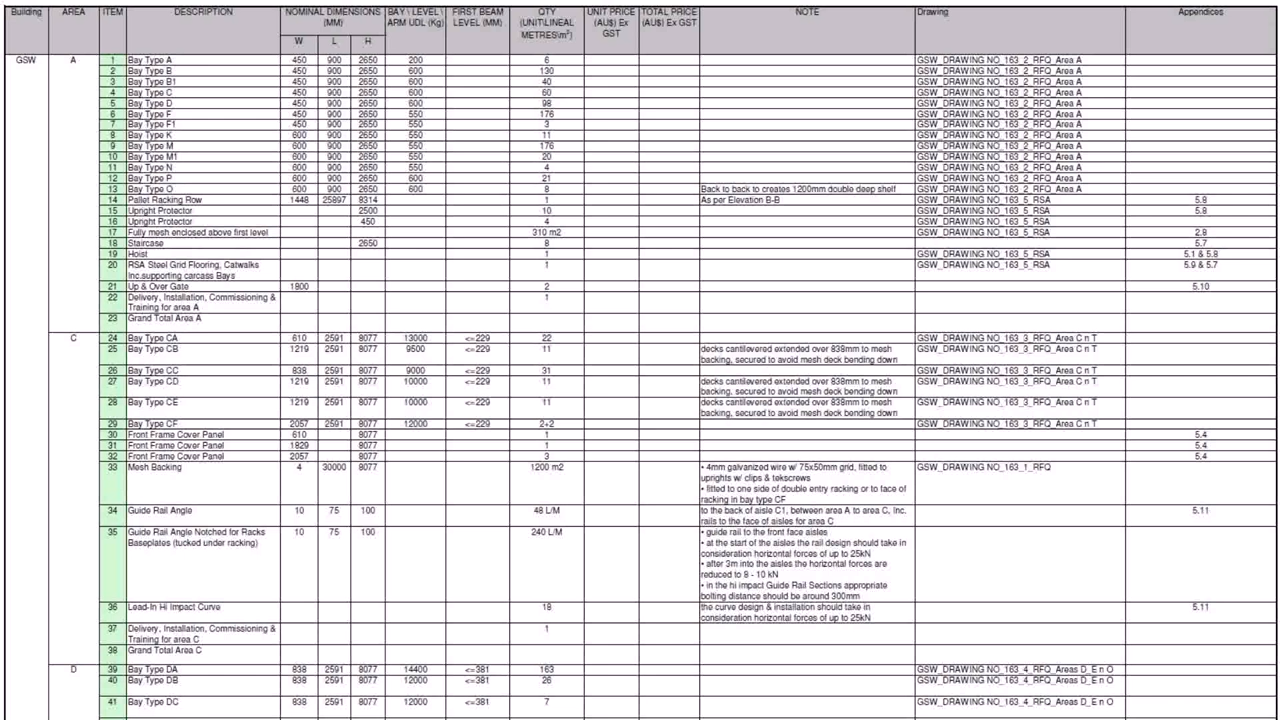 Building AREA ITEM DESCRIPTION NOMINAL DIMENSIONS (MM) BAY \ LEVEL \ ARM UDL (Kg) FIRST BEAM LEVEL (MM) QTY (UNIT\LINEAL METRES\m²) UNIT PRICE (AU$) Ex GST TOTAL PRICE (AU$) Ex GST NOTE Drawing Appendices
W L H
GSW A 1 Bay Type A 450 900 2650 200 6 GSW_DRAWING NO_163_2_RFQ_Area A
2 Bay Type B 450 900 2650 600 130 GSW_DRAWING NO_163_2_RFQ_Area A
3 Bay Type B1 450 900 2650 600 40 GSW_DRAWING NO_163_2_RFQ_Area A
4 Bay Type C 450 900 2650 600 60 GSW_DRAWING NO_163_2_RFQ_Area A
5 Bay Type D 450 900 2650 600 98 GSW_DRAWING NO_163_2_RFQ_Area A
6 Bay Type F 450 900 2650 550 176 GSW_DRAWING NO_163_2_RFQ_Area A
7 Bay Type F1 450 900 2650 550 3 GSW_DRAWING NO_163_2_RFQ_Area A
8 Bay Type K 600 900 2650 550 11 GSW_DRAWING NO_163_2_RFQ_Area A
9 Bay Type M 600 900 2650 550 176 GSW_DRAWING NO_163_2_RFQ_Area A
10 Bay Type M1 600 900 2650 550 20 GSW_DRAWING NO_163_2_RFQ_Area A
11 Bay Type N 600 900 2650 550 4 GSW_DRAWING NO_163_2_RFQ_Area A
12 Bay Type P 600 900 2650 600 21 GSW_DRAWING NO_163_2_RFQ_Area A
13 Bay Type O 600 900 2650 600 8 Back to back to creates 1200mm double deep shelf GSW_DRAWING NO_163_2_RFQ_Area A
14 Pallet Racking Row 1448 25897 8314 1 As per Elevation B-B GSW_DRAWING NO_163_5_RSA 5.8
15 Upright Protector 2500 10 GSW_DRAWING NO_163_5_RSA 5.8
16 Upright Protector 450 4 GSW_DRAWING NO_163_5_RSA
17 Fully mesh enclosed above first level 310 m2 GSW_DRAWING NO_163_5_RSA 2.8
18 Staircase 2650 8 5.7
19 Hoist 1 GSW_DRAWING NO_163_5_RSA 5.1 & 5.8
20 RSA Steel Grid Flooring, Catwalks 1 GSW_DRAWING NO_163_5_RSA 5.9 & 5.7
Inc.supporting carcass Bays
21 Up & Over Gate 1800 2 5.10
22 Delivery, Installation, Commissioning & 1
Training for area A
23 Grand Total Area A
C 24 Bay Type CA 610 2591 8077 13000 <=229 22 GSW_DRAWING NO_163_3_RFQ_Area C n T
25 Bay Type CB 1219 2591 8077 9500 <=229 11 decks cantilevered extended over 838mm to mesh GSW_DRAWING NO_163_3_RFQ_Area C n T
backing, secured to avoid mesh deck bending down
26 Bay Type CC 838 2591 8077 9000 <=229 31 GSW_DRAWING NO_163_3_RFQ_Area C n T
27 Bay Type CD 1219 2591 8077 10000 <=229 11 decks cantilevered extended over 838mm to mesh GSW_DRAWING NO_163_3_RFQ_Area C n T
backing, secured to avoid mesh deck bending down
28 Bay Type CE 1219 2591 8077 10000 <=229 11 decks cantilevered extended over 838mm to mesh GSW_DRAWING NO_163_3_RFQ_Area C n T
backing, secured to avoid mesh deck bending down
29 Bay Type CF 2057 2591 8077 12000 <=229 2+2 GSW_DRAWING NO_163_3_RFQ_Area C n T
30 Front Frame Cover Panel 610 8077 1 5.4
31 Front Frame Cover Panel 1829 8077 1 5.4
32 Front Frame Cover Panel 2057 8077 3 5.4
33 Mesh Backing 4 30000 8077 1200 m2 • 4mm galvanized wire w/ 75x50mm grid, fitted to GSW_DRAWING NO_163_1_RFQ
uprights w/ clips & tekscrews
• fitted to one side of double entry racking or to face of
racking in bay type CF
34 Guide Rail Angle 10 75 100 48 L/M to the back of aisle C1, between area A to area C, Inc. 5.11
rails to the face of aisles for area C
35 Guide Rail Angle Notched for Racks 10 75 100 240 L/M • guide rail to the front face aisles
Baseplates (tucked under racking) • at the start of the aisles the rail design should take in
consideration horizontal forces of up to 25kN
• after 3m into the aisles the horizontal forces are
reduced to 8 - 10 kN
• in the hi impact Guide Rail Sections appropriate
bolting distance should be around 300mm
36 Lead-In Hi Impact Curve 18 the curve design & installation should take in 5.11
consideration horizontal forces of up to 25kN
37 Delivery, Installation, Commissioning & 1
Training for area C
38 Grand Total Area C
D 39 Bay Type DA 838 2591 8077 14400 <=381 163 GSW_DRAWING NO_163_4_RFQ_Areas D_E n O
40 Bay Type DB 838 2591 8077 12000 <=381 26 GSW_DRAWING NO_163_4_RFQ_Areas D_E n O
41 Bay Type DC 838 2591 8077 12000 <=381 7 GSW_DRAWING NO_163_4_RFQ_Areas D_E n O